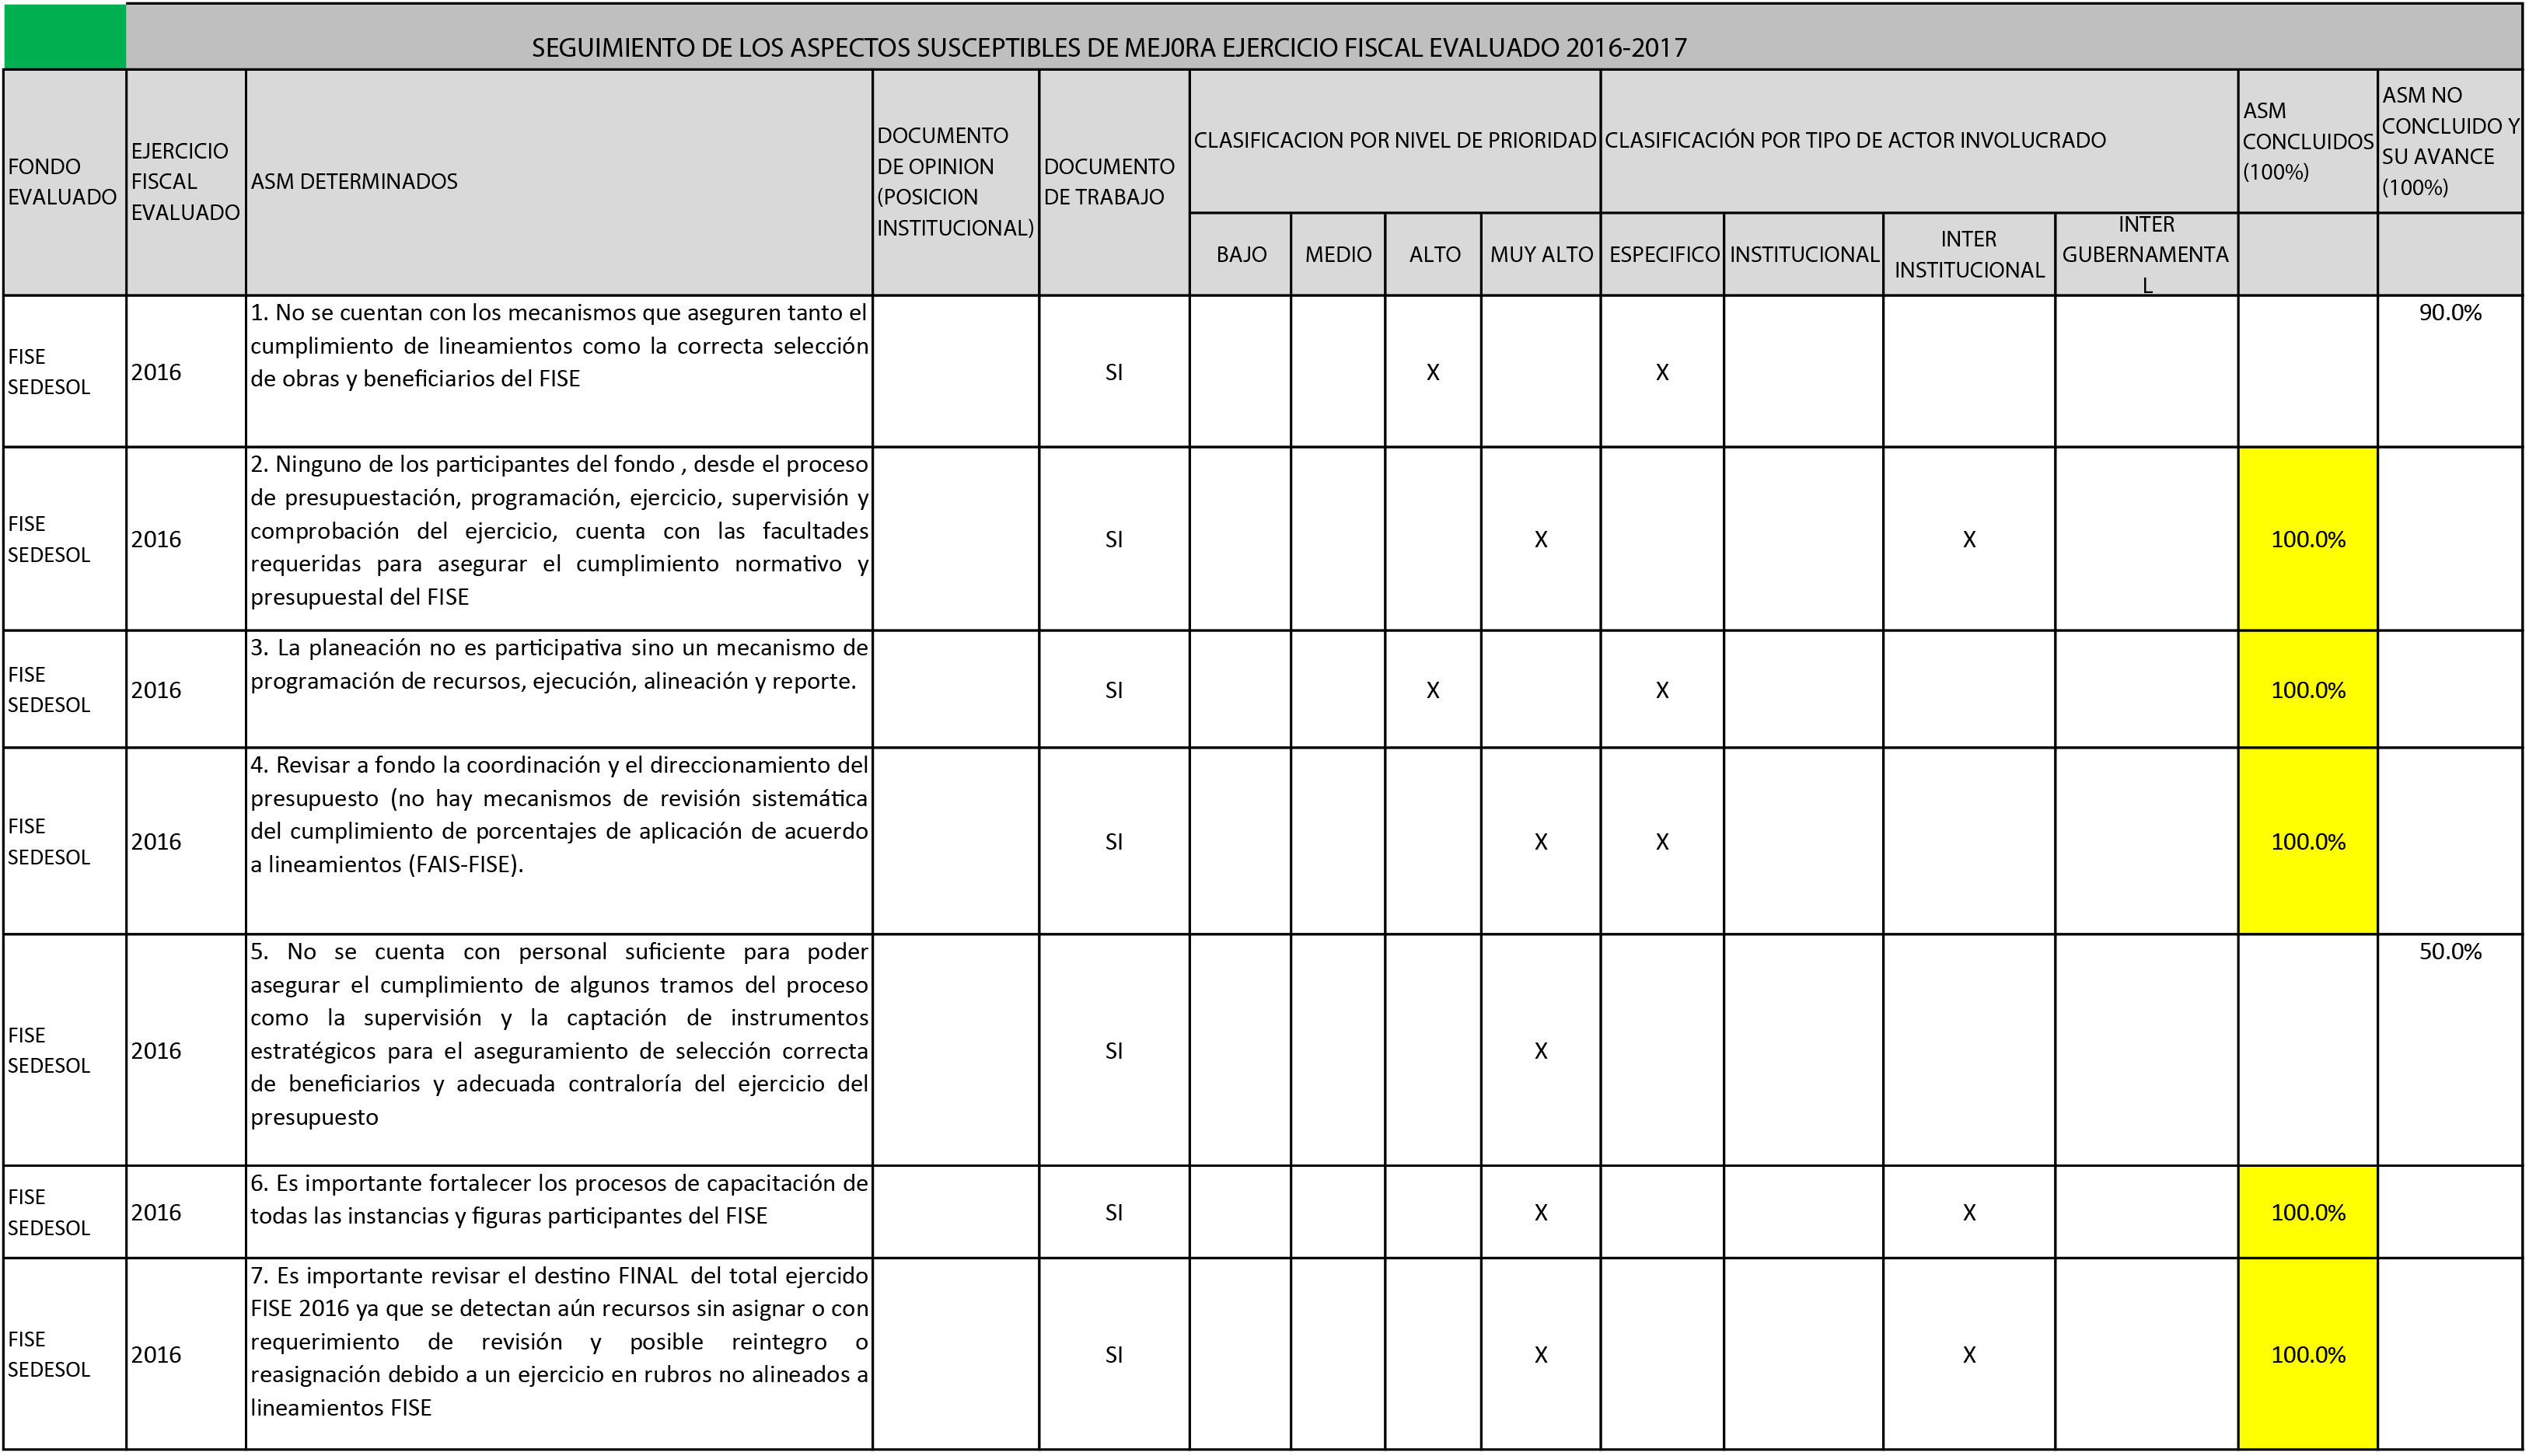 SEGUIMIENTO DE LOS ASPECTOS SUSCEPTIBLES DE MEJ0RA EJERCICIO FISCAL EVALUADO 2016-2017
FONDO
EVALUADO
EJERCICIO
FISCAL
EVALUADO
ASM DETERMINADOS
DOCUMENTO
DE OPINION
(POSICION
INSTITUCIONAL)
DOCUMENTO
DE TRABAJO
CLASIFICACION POR NIVEL DE PRIORIDAD
CLASIFICACIÓN POR TIPO DE ACTOR INVOLUCRADO
ASM
CONCLUIDOS
(100%)
ASM NO
CONCLUIDO Y
SU AVANCE
(100%)
BAJO
MEDIO
ALTO
MUY ALTO
ESPECIFICO
INSTITUCIONAL
INTER
INSTITUCIONAL
INTER
GUBERNAMENTA
L
FISE
SEDESOL
2016
1. No se cuentan con los mecanismos que aseguren tanto el
cumplimiento de lineamientos como la correcta selección
de obras y beneficiarios del FISE
SI
X
X
90.0%
FISE
SEDESOL
2016
2. Ninguno de los participantes del fondo , desde el proceso
de presupuestación, programación, ejercicio, supervisión y
comprobación del ejercicio, cuenta con las facultades
requeridas para asegurar el cumplimiento normativo y
presupuestal del FISE
SI
X
X
100.0%
FISE
SEDESOL
2016
3. La planeación no es participativa sino un mecanismo de
programación de recursos, ejecución, alineación y reporte.
SI
X
X
100.0%
FISE
SEDESOL
2016
4. Revisar a fondo la coordinación y el direccionamiento del
presupuesto (no hay mecanismos de revisión sistemática
del cumplimiento de porcentajes de aplicación de acuerdo
a lineamientos (FAIS-FISE).
SI
X
X
100.0%
FISE
SEDESOL
2016
5. No se cuenta con personal suficiente para poder
asegurar el cumplimiento de algunos tramos del proceso
como la supervisión y la captación de instrumentos
estratégicos para el aseguramiento de selección correcta
de beneficiarios y adecuada contraloría del ejercicio del
presupuesto
SI
X
50.0%
FISE
SEDESOL
2016
6. Es importante fortalecer los procesos de capacitación de
todas las instancias y figuras participantes del FISE
SI
X
X
100.0%
FISE
SEDESOL
2016
7. Es importante revisar el destino FINAL del total ejercido
FISE 2016 ya que se detectan aún recursos sin asignar o con
requerimiento de revisión y posible reintegro o
reasignación debido a un ejercicio en rubros no alineados a
lineamientos FISE
SI
X
X
100.0%